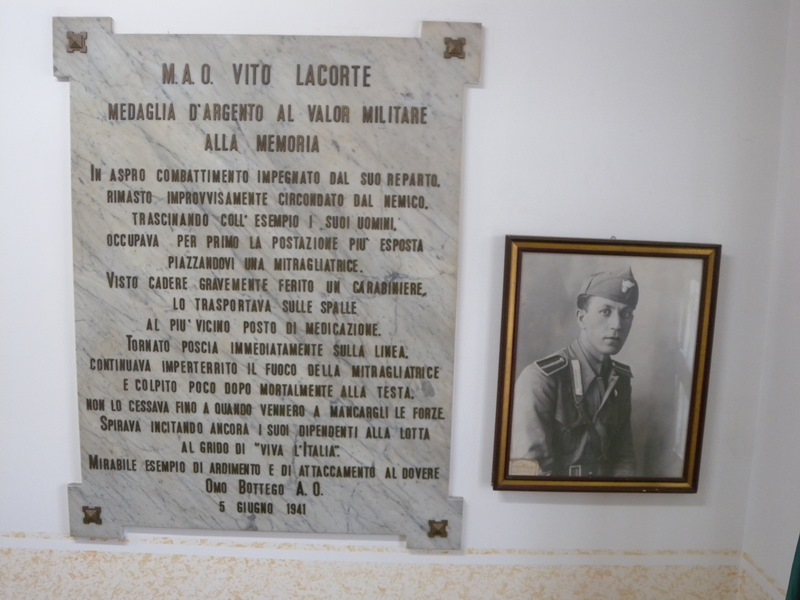 M.A.O. VITO LACORTE
MEDAGLIA D'ARGENTO AL VALOR MILITARE
ALLA MEMORIA
IN ASPRO COMBATTIMENTO IMPEGNATO DAL SUO REPARTO,
RIMASTO IMPROVVISAMENTE CIRCONDATO DAL NEMICO,
TRASCINANDO COLL'ESEMPIO I SUOI UOMINI,
OCCUPAVA PER PRIMO LA POSTAZIONE PIU' ESPOSTA
PIAZZANDOVI UNA MITRAGLIATRICE.
VISTO CADERE GRAVEMENTE FERITO UN CARABINIERE,
LO TRASPORTAVA SULLE SPALLE
AL PIU' VICINO POSTO DI MEDICAZIONE.
TORNATO POSCIA IMMEDIATAMENTE SULLA LINEA,
CONTINUAVA IMPERTERRITO IL FUOCO DELLA MITRAGLIATRICE
E COLPITO POCO DOPO MORTALMENTE ALLA TESTA,
NON LO CESSAVA FINO A QUANDO VENNERO A MANCARGLI LE FORZE.
SPIRAVA INCITANDO ANCORA I SUOI DIPENDENTI ALLA LOTTA
AL GRIDO DI "VIVA L'ITALIA".
MIRABILE ESEMPIO DI ARDIMENTO E DI ATTACCAMENTO AL DOVERE
OMO BOTTEGO A.O.
5 GIUGNO 1941